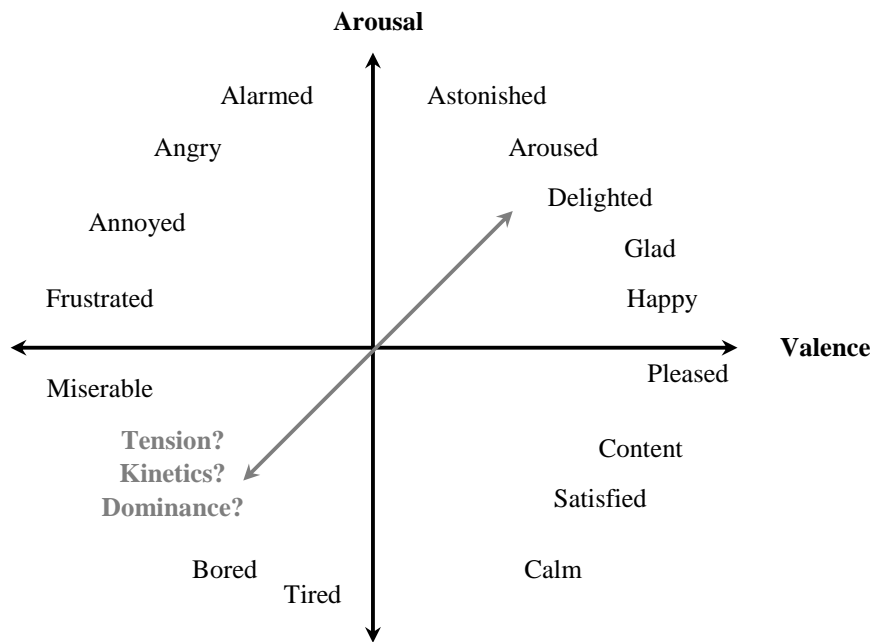 Arousal
Alarmed
Astonished
Angry
Aroused
Delighted
Annoyed
Glad
Frustrated
Happy
Valence
Pleased
Miserable
Tension?
Content
Kinetics?
Satisfied
Dominance?
Bored
Calm
Tired